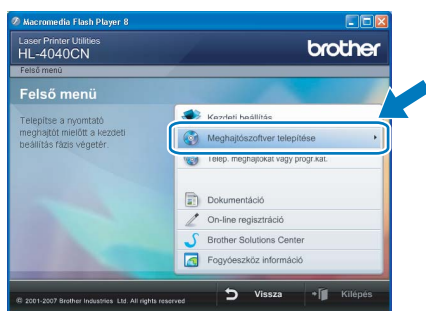 Macromedia Flash Player 8
Laser Printer Utilities
HL-4040CN
brother
Felső menü
Felső menü
Telepítse a nyomtató
meghajtót mielőtt a kezdeti
beállítás fázis végetér.
Kezdeti beállítás
Meghajtószoftver telepítése
Telep. meghajtókat vagy progr.kat.
Dokumentáció
On-line regisztráció
Brother Solutions Center
Fogyóeszköz információ
© 2001-2007 Brother Industries Ltd. All rights reserved
Vissza
Kilépés